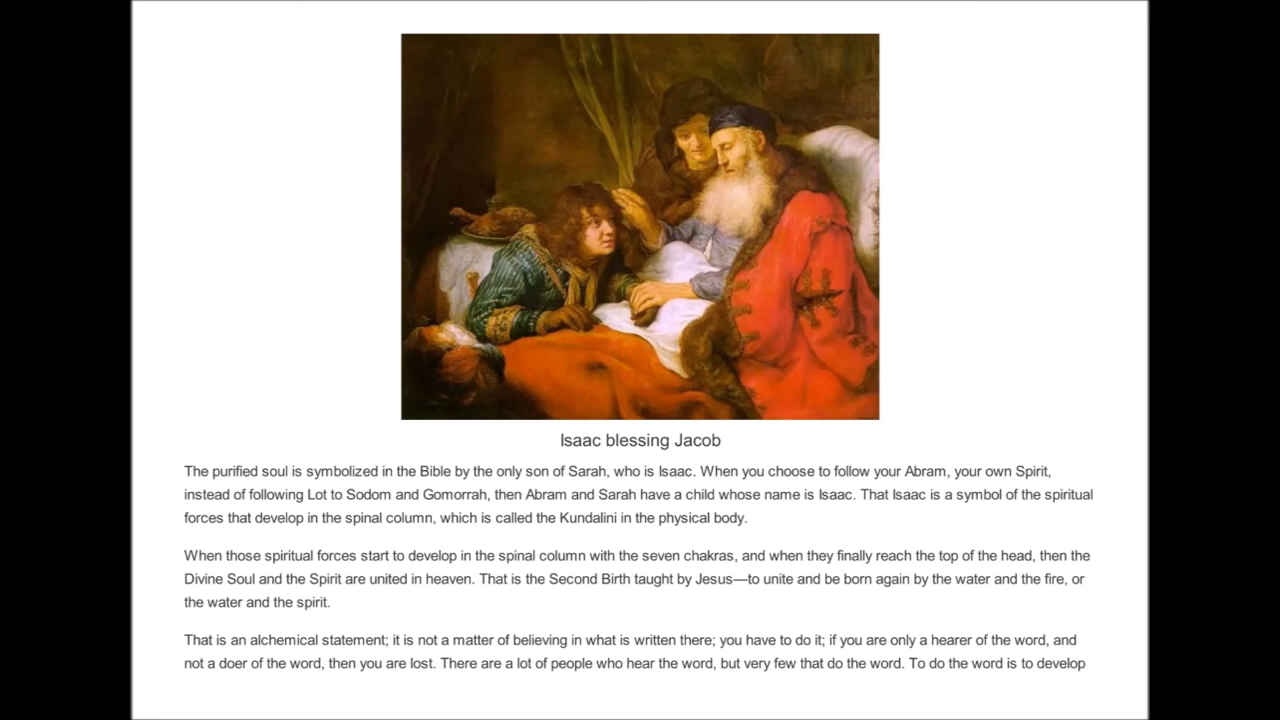 Isaac blessing Jacob
The purified soul is symbolized in the Bible by the only son of Sarah, who is Isaac. When you choose to follow your Abram, your own Spirit,
instead of following Lot to Sodom and Gomorrah, then Abram and Sarah have a child whose name is Isaac. That Isaac is a symbol of the spiritual
forces that develop in the spinal column, which is called the Kundalini in the physical body.
When those spiritual forces start to develop in the spinal column with the seven chakras, and when they finally reach the top of the head, then the
Divine Soul and the Spirit are united in heaven. That is the Second Birth taught by Jesus—to unite and be born again by the water and the fire, or
the water and the spirit.
That is an alchemical statement; it is not a matter of believing in what is written there; you have to do it; if you are only a hearer of the word, and
not a doer of the word, then you are lost. There are a lot of people who hear the word, but very few that do the word. To do the word is to develop